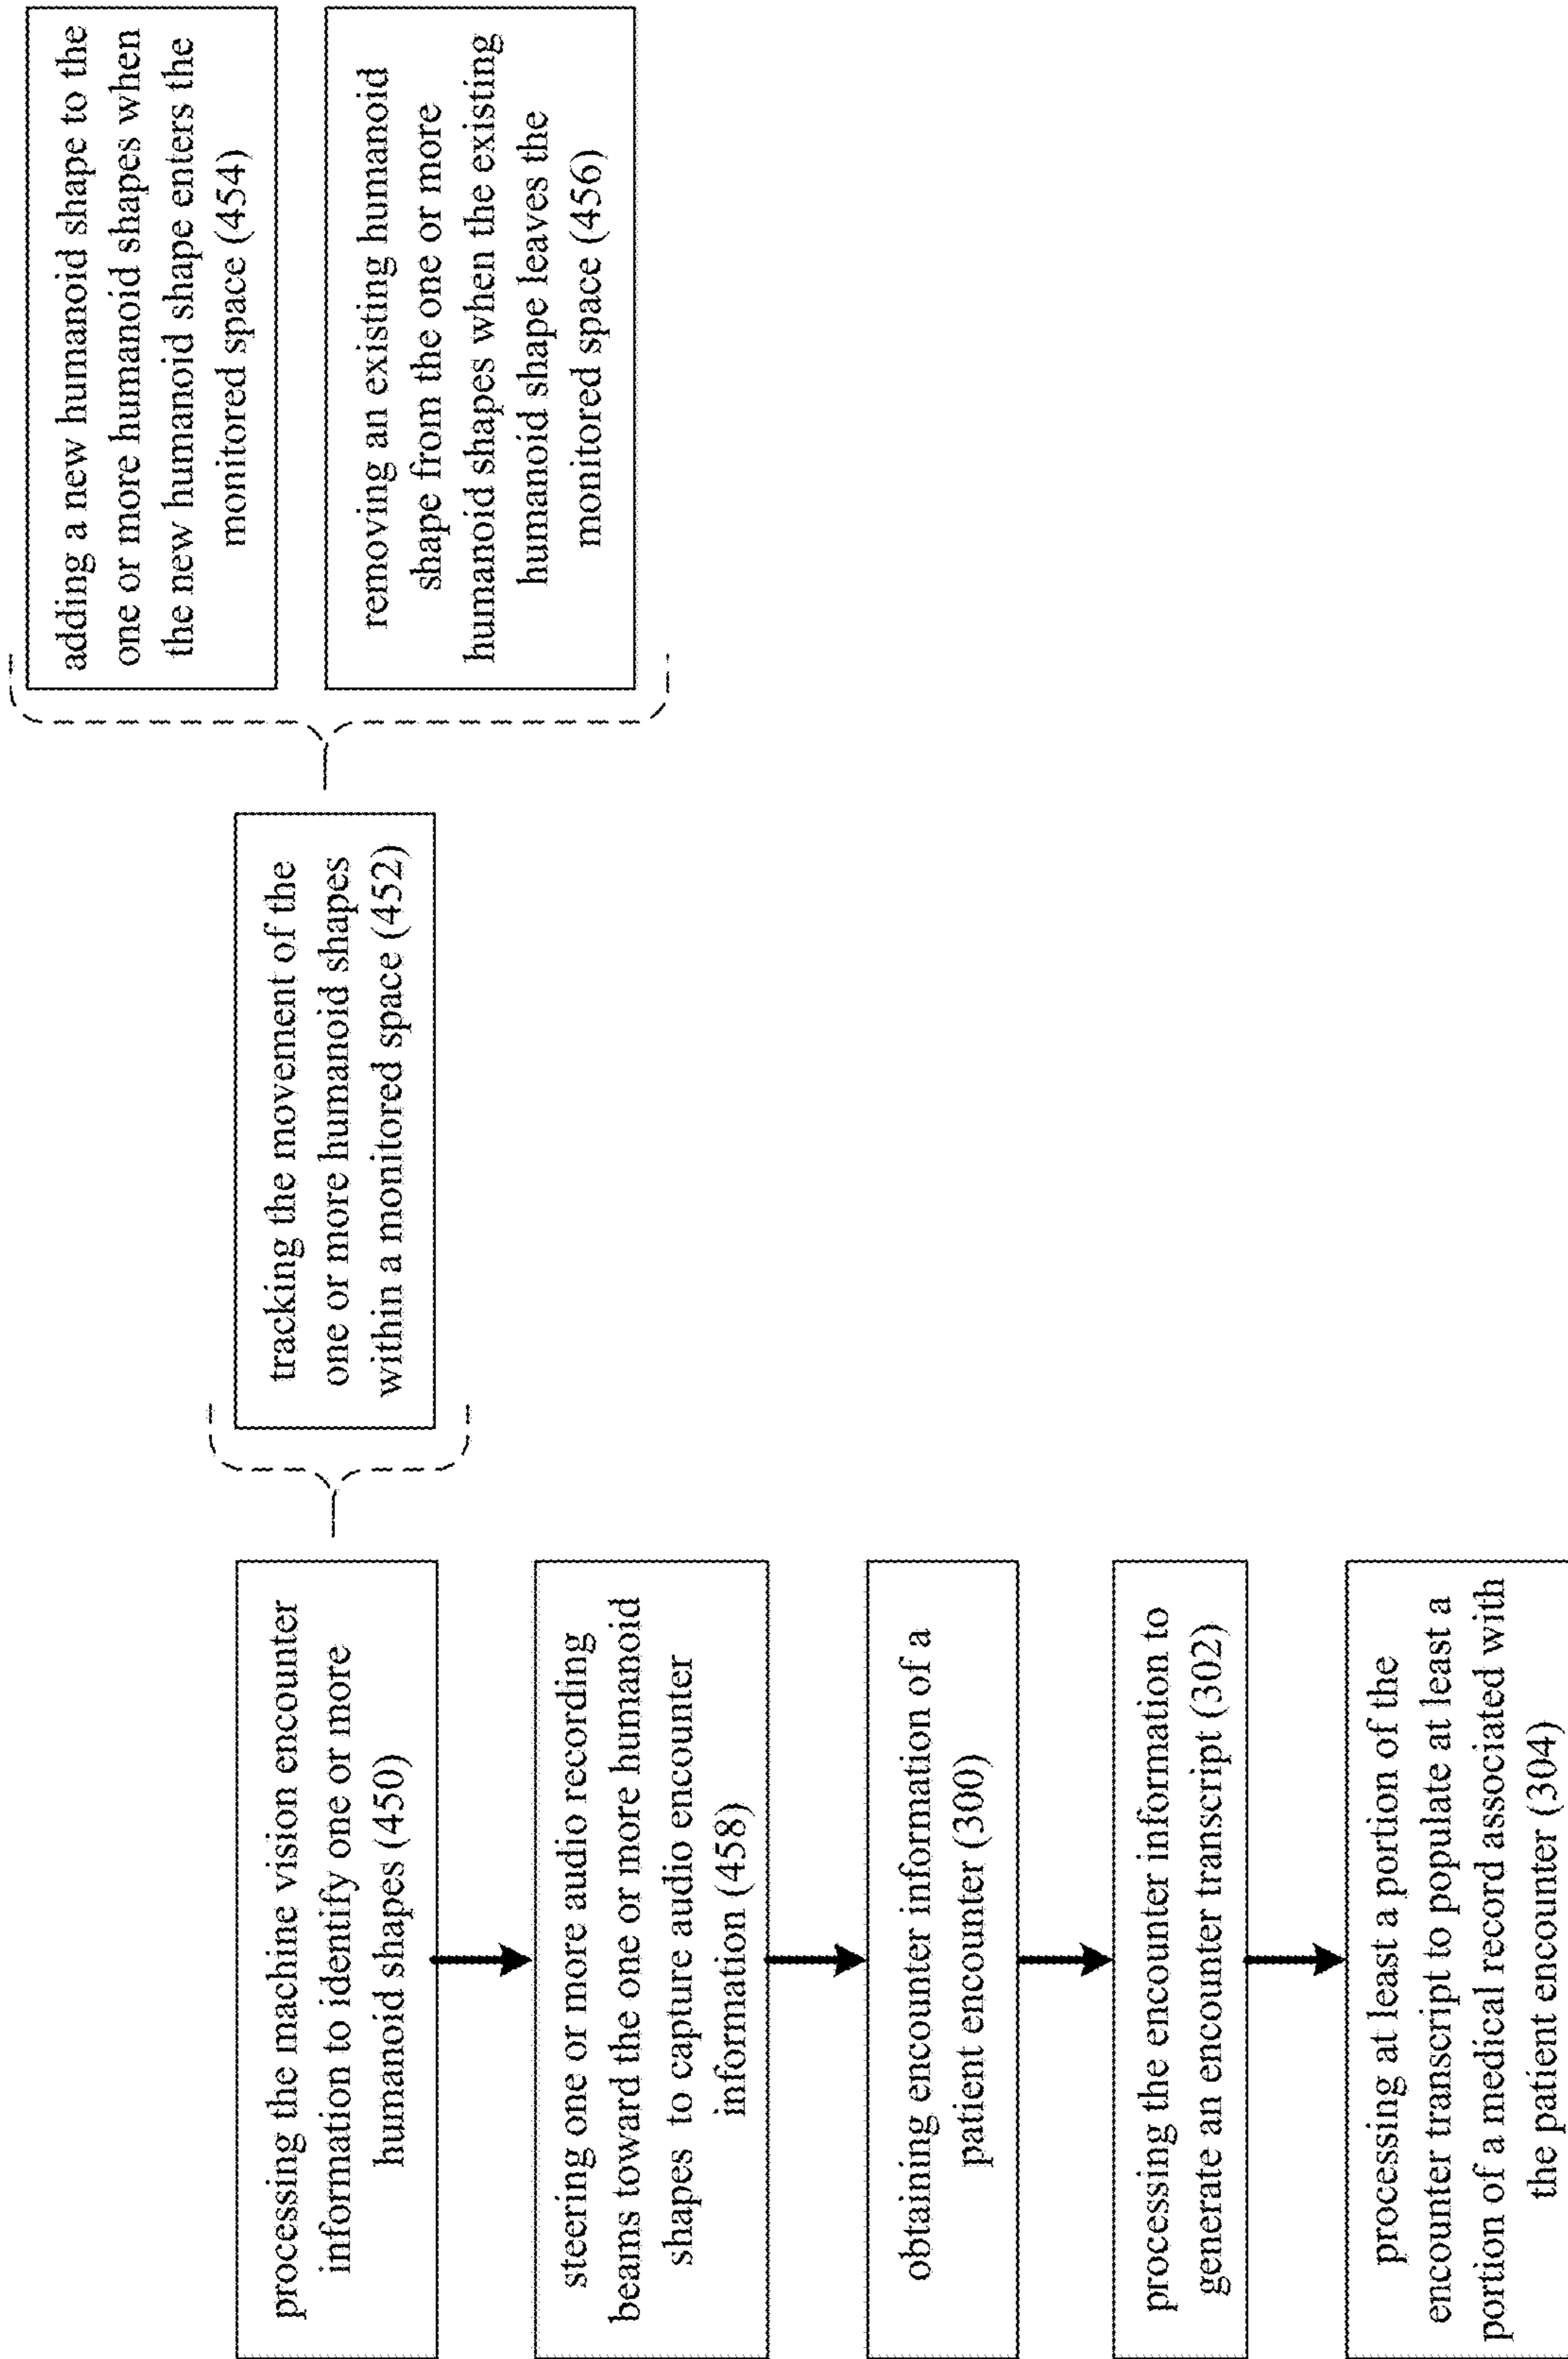 processing the machine vision encounter
information to identify one or more
humanoid shapes (450)
tracking the movement of the
one or more humanoid shapes
within a monitored space (452)
adding a new humanoid shape to the
one or more humanoid shapes when
the new humanoid shape enters the
monitored space (454)
removing an existing humanoid
shape from the one or more
humanoid shapes when the existing
humanoid shape leaves the
monitored space (456)
steering one or more audio recording
beams toward the one or more humanoid
shapes to capture audio encounter
information (458)
obtaining encounter information of a
patient encounter (300)
processing the encounter information to
generate an encounter transcript (302)
processing at least a portion of the
encounter transcript to populate at least a
portion of a medical record associated with
the patient encounter (304)